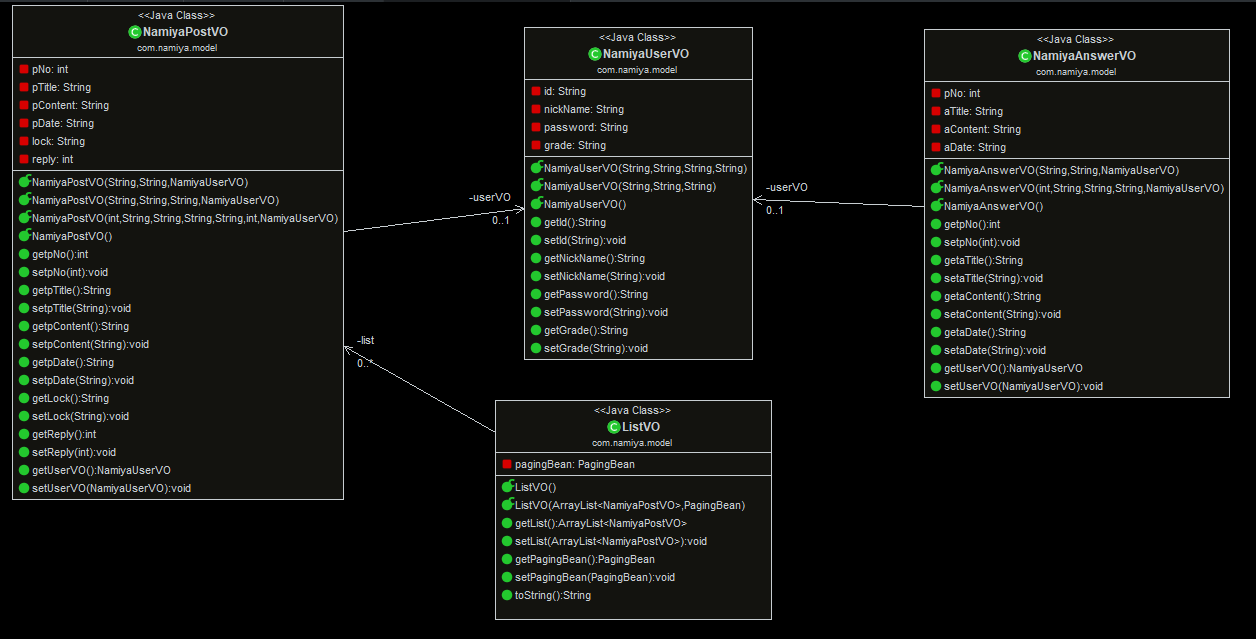 <<Java Class>>
NamiyaPostVO
com.namiya.model
pNo: int
pTitle: String
pContent: String
pDate: String
lock: String
reply: int
NamiyaPostVO(String,String,NamiyaUserVO)
NamiyaPostVO(String,String,String,NamiyaUserVO)
NamiyaPostVO(int,String,String,String,String,int,NamiyaUserVO)
NamiyaPostVO()
getpNo():int
setpNo(int):void
getpTitle():String
setpTitle(String):void
getpContent():String
setpContent(String):void
getpDate():String
setpDate(String):void
getLock():String
setLock(String):void
getReply():int
setReply(int):void
getUserVO():NamiyaUserVO
setUserVO(NamiyaUserVO):void
-userVO
0..1
<<Java Class>>
NamiyaUserVO
com.namiya.model
id: String
nickName: String
password: String
grade: String
NamiyaUserVO(String,String,String,String)
NamiyaUserVO(String,String,String)
NamiyaUserVO()
getId():String
setId(String):void
getNickName():String
setNickName(String):void
getPassword():String
setPassword(String):void
getGrade():String
setGrade(String):void
-userVO
0..1
<<Java Class>>
NamiyaAnswerVO
com.namiya.model
pNo: int
aTitle: String
aContent: String
aDate: String
NamiyaAnswerVO(String,String,NamiyaUserVO)
NamiyaAnswerVO(int,String,String,String,NamiyaUserVO)
NamiyaAnswerVO()
getpNo():int
setpNo(int):void
getaTitle():String
setaTitle(String):void
getaContent():String
setaContent(String):void
getaDate():String
setaDate(String):void
getUserVO():NamiyaUserVO
setUserVO(NamiyaUserVO):void
-list
0..*
<<Java Class>>
ListVO
com.namiya.model
pagingBean: PagingBean
ListVO()
ListVO(ArrayList<NamiyaPostVO>,PagingBean)
getList():ArrayList<NamiyaPostVO>
setList(ArrayList<NamiyaPostVO>):void
getPagingBean():PagingBean
setPagingBean(PagingBean):void
toString():String